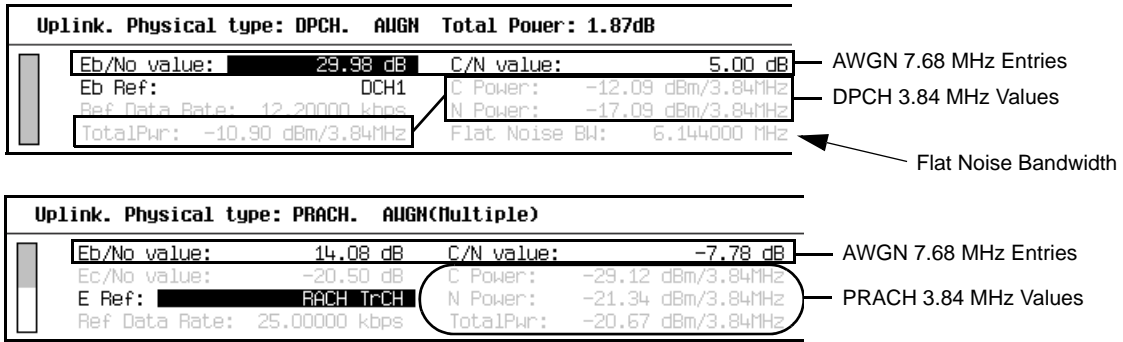 Uplink. Physical type: DPCH. AWGN Total Power: 1.87dB
Eb/No value: 29.98 dB C/N value: 5.00 dB
AWGN 7.68 MHz Entries
Eb Ref: DCH1 C Power: -12.09 dBm/3.84MHz
DPCH 3.84 MHz Values
Ref Data Rate: 12.20000 kbps N Power: -17.09 dBm/3.84MHz
TotalPwr: -10.90 dBm/3.84MHz Flat Noise BW: 6.144000 MHz
Flat Noise Bandwidth
Uplink. Physical type: PRACH. AWGN(Multiple)
Eb/No value: 14.08 dB C/N value: -7.78 dB
AWGN 7.68 MHz Entries
Ec/No value: -20.50 dB C Power: -29.12 dBm/3.84MHz
E Ref: RACH TrCH N Power: -21.34 dBm/3.84MHz
PRACH 3.84 MHz Values
Ref Data Rate: 25.00000 kbps TotalPwr: -20.67 dBm/3.84MHz